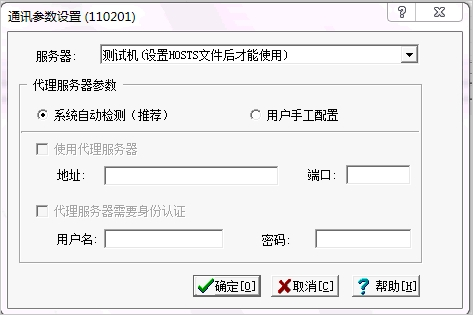 通讯参数设置 (110201)
服务器: 测试机(设置HOSTS文件后才能使用)
代理服务器参数
系统自动检测(推荐) 用户手工配置
使用代理服务器
地址: 端口:
代理服务器需要身份认证
用户名: 密码:
确定[O] 取消[C] ? 帮助[H]